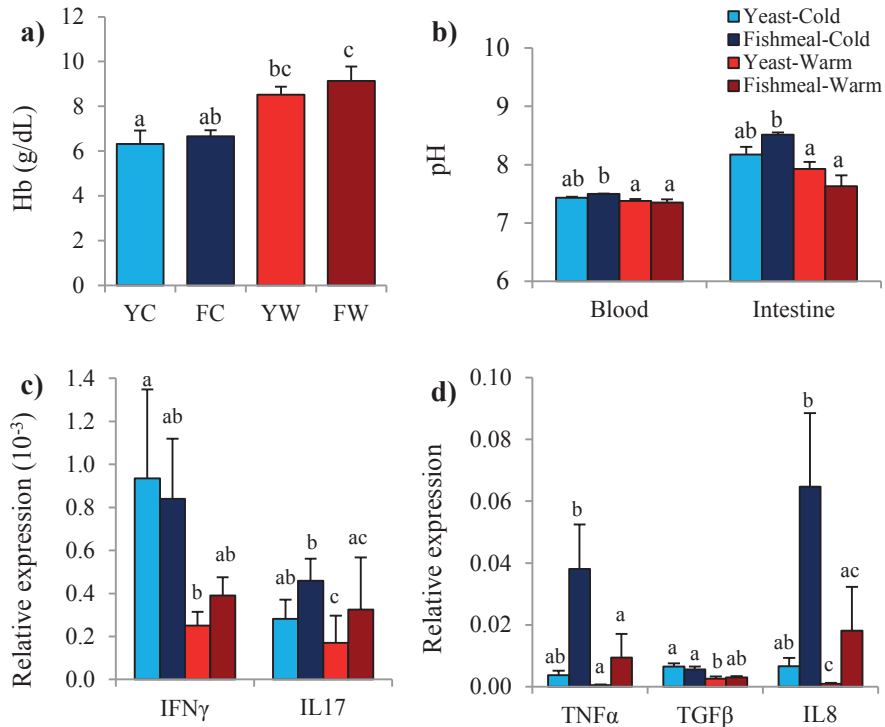 a)
Hb (g/dL)
12
10
8
6
4
2
0
a
ab
bc
c
YC FC YW FW
b)
Yeast-Cold
Fishmeal-Cold
Yeast-Warm
Fishmeal-Warm
pH
10
9
8
7
6
ab b a a
ab b a a
Blood Intestine
c)
Relative expression (10⁻³)
1.4
1.2
1.0
0.8
0.6
0.4
0.2
0.0
a ab b ab
ab b c ac
IFNγ IL17
d)
Relative expression
0.10
0.08
0.06
0.04
0.02
0.00
ab b a a
a a b ab
ab b c ac
TNFα TGFβ IL8